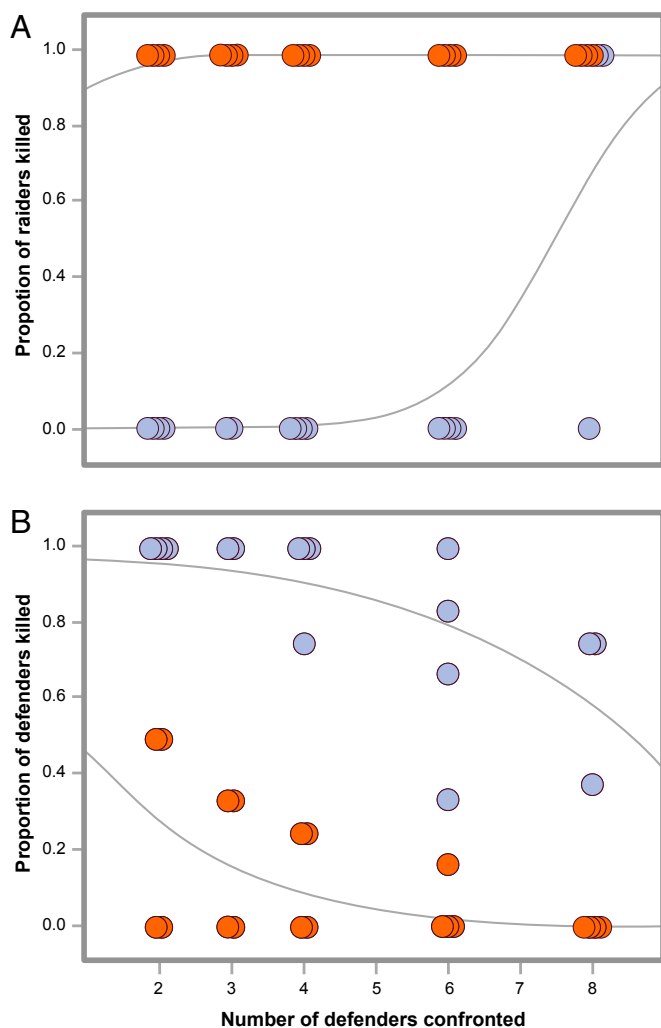 A
Propotion of raiders killed
1.0
0.8
0.6
0.4
0.2
0.0
B
Proportion of defenders killed
1.0
0.8
0.6
0.4
0.2
0.0
2 3 4 5 6 7 8
Number of defenders confronted